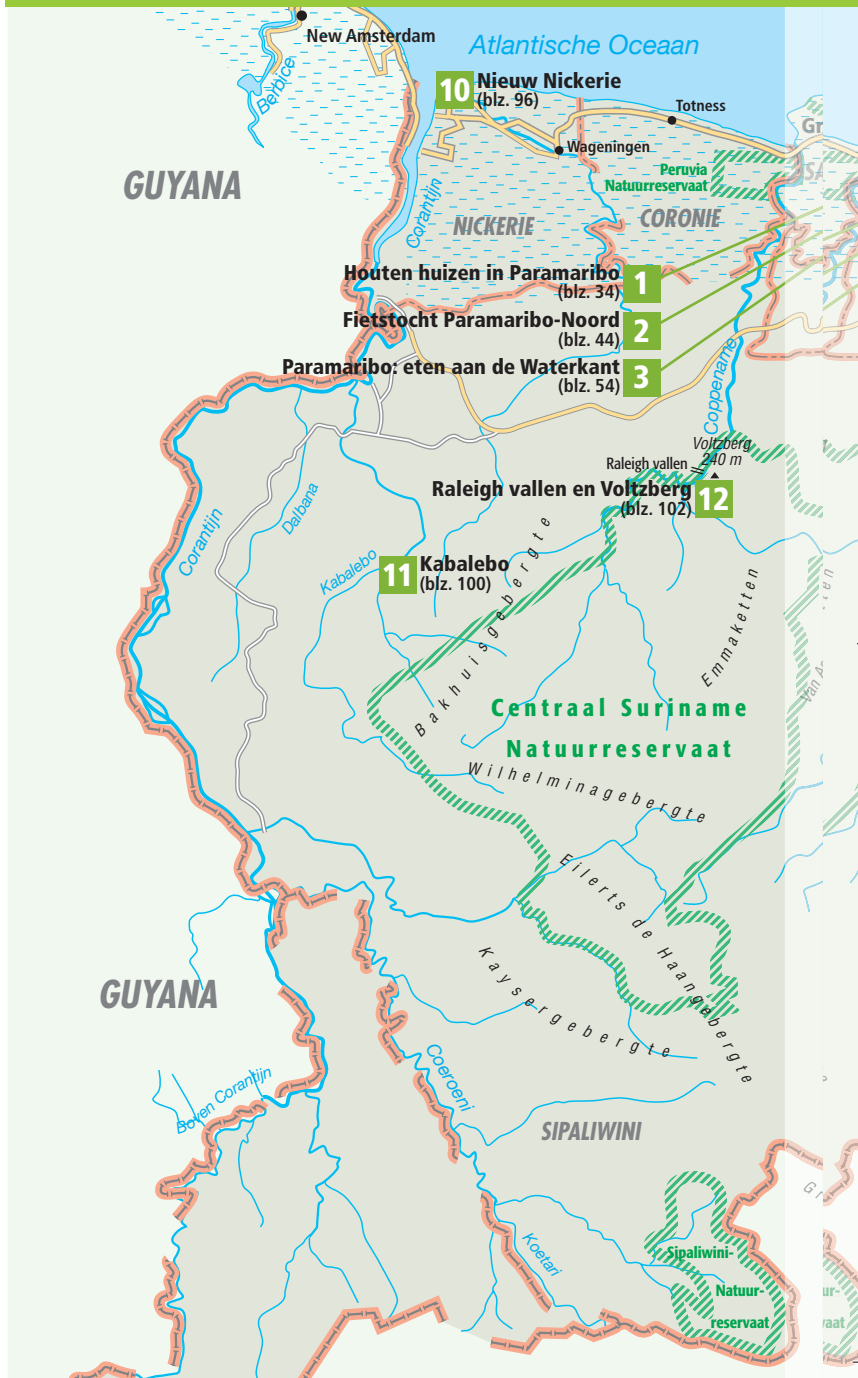 New Amsterdam
Atlantische Oceaan
Berbice
10 Nieuw Nickerie
(blz. 96)
Totness
Wageningen
Gr
SA
Peruvia
Natuurreservaat
GUYANA
Corantijn
NICKERIE
CORONIE
Houten huizen in Paramaribo 1
(blz. 34)
Fietstocht Paramaribo-Noord 2
(blz. 44)
Paramaribo: eten aan de Waterkant 3
(blz. 54)
Coppename
Voltzberg
240 m
Raleigh vallen
Raleigh vallen en Voltzberg 12
(blz. 102)
Corantijn
Dalbana
Kabalebo
11 Kabalebo
(blz. 100)
Bakhuisgebergte
Emmaketten
Centraal Suriname
Natuurreservaat
Wilhelminagebergte
Eilerts de Haangebergte
Kaysergebergte
GUYANA
Boven Corantijn
Coeroeni
SIPALIWINI
Koetari
Sipaliwini-
Natuur-
reservaat